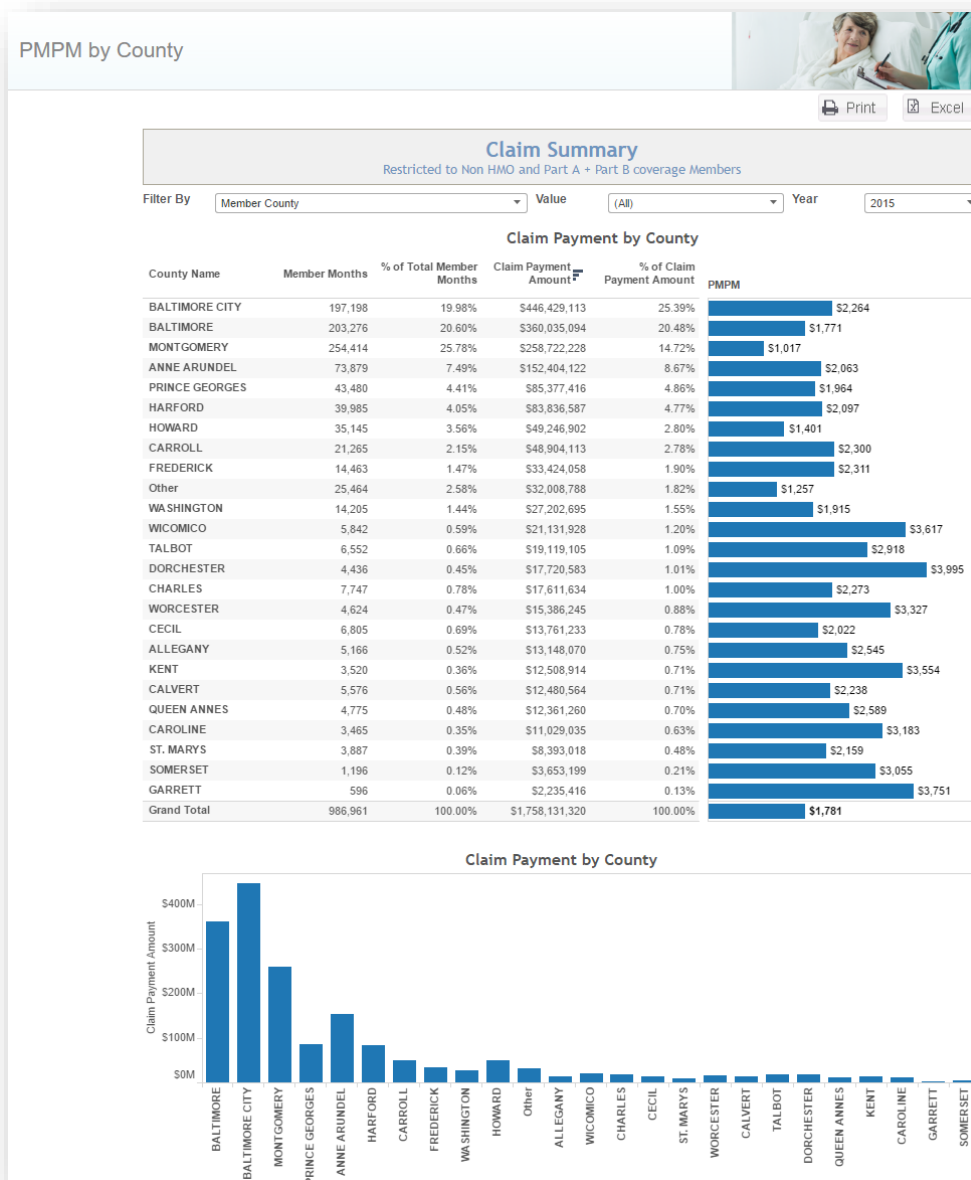 PMPM by County
Print Excel
Claim Summary
Restricted to Non HMO and Part A + Part B coverage Members
Filter By Member County Value (All) Year 2015
Claim Payment by County
County Name Member Months % of Total Member Months Claim Payment Amount % of Claim Payment Amount PMPM
BALTIMORE CITY 197,198 19.98% $446,429,113 25.39% $2,264
BALTIMORE 203,276 20.60% $360,035,094 20.48% $1,771
MONTGOMERY 254,414 25.78% $258,722,228 14.72% $1,017
ANNE ARUNDEL 73,879 7.49% $152,404,122 8.67% $2,063
PRINCE GEORGES 43,480 4.41% $85,377,416 4.86% $1,964
HARFORD 39,985 4.05% $83,836,587 4.77% $2,097
HOWARD 35,145 3.56% $49,246,902 2.80% $1,401
CARROLL 21,265 2.15% $48,904,113 2.78% $2,300
FREDERICK 14,463 1.47% $33,424,058 1.90% $2,311
Other 25,464 2.58% $32,008,788 1.82% $1,257
WASHINGTON 14,205 1.44% $27,202,695 1.55% $1,915
WICOMICO 5,842 0.59% $21,131,928 1.20% $3,617
TALBOT 6,552 0.66% $19,119,105 1.09% $2,918
DORCHESTER 4,436 0.45% $17,720,583 1.01% $3,995
CHARLES 7,747 0.78% $17,611,634 1.00% $2,273
WORCESTER 4,624 0.47% $15,386,245 0.88% $3,327
CECIL 6,805 0.69% $13,761,233 0.78% $2,022
ALLEGANY 5,166 0.52% $13,148,070 0.75% $2,545
KENT 3,520 0.36% $12,508,914 0.71% $3,554
CALVERT 5,576 0.56% $12,480,564 0.71% $2,238
QUEEN ANNES 4,775 0.48% $12,361,260 0.70% $2,589
CAROLINE 3,465 0.35% $11,029,035 0.63% $3,183
ST. MARYS 3,887 0.39% $8,393,018 0.48% $2,159
SOMERSET 1,196 0.12% $3,653,199 0.21% $3,055
GARRETT 596 0.06% $2,235,416 0.13% $3,751
Grand Total 986,961 100.00% $1,758,131,320 100.00% $1,781
Claim Payment by County
Claim Payment Amount
$400M
$300M
$200M
$100M
$0M
BALTIMORE
BALTIMORE CITY
MONTGOMERY
PRINCE GEORGES
ANNE ARUNDEL
HARFORD
CARROLL
FREDERICK
WASHINGTON
HOWARD
Other
ALLEGANY
WICOMICO
CHARLES
CECIL
ST. MARYS
WORCESTER
CALVERT
TALBOT
DORCHESTER
QUEEN ANNES
KENT
CAROLINE
GARRETT
SOMERSET